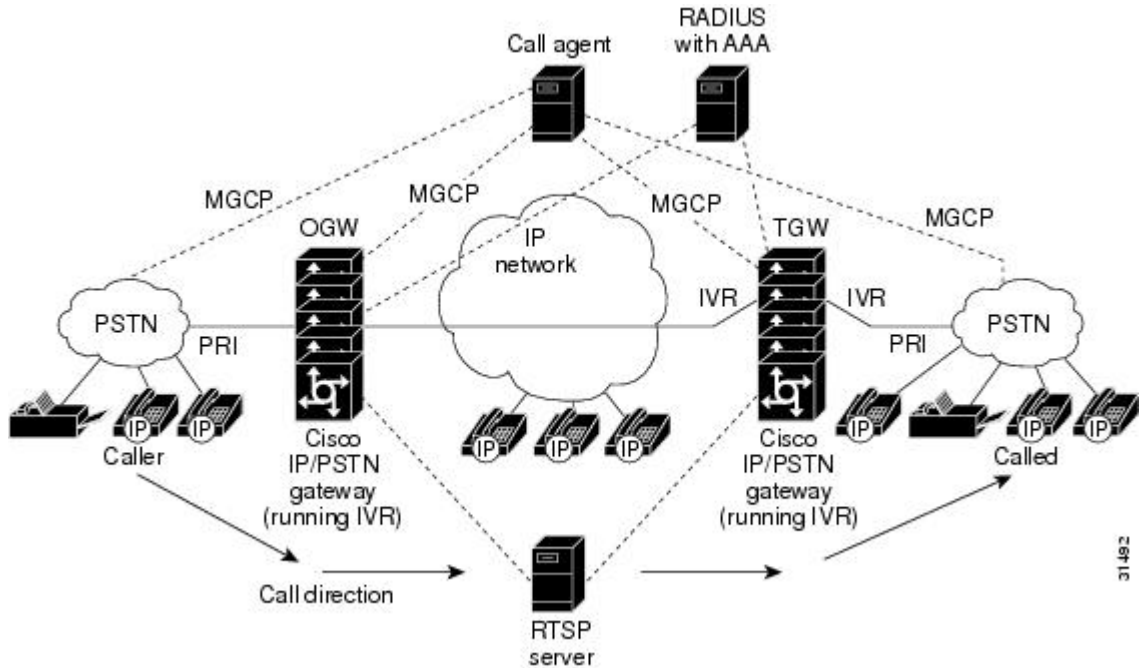 Call agent
RADIUS
with AAA
MGCP
MGCP
MGCP
MGCP
OGW
IP
network
TGW
IVR
IVR
PSTN
PRI
PSTN
PRI
IP
IP
IP
IP
IP
IP
IP
IP
Caller
Cisco
IP/PSTN
gateway
(running IVR)
Cisco
IP/PSTN
gateway
(running IVR)
Called
Call direction
RTSP
server
31492